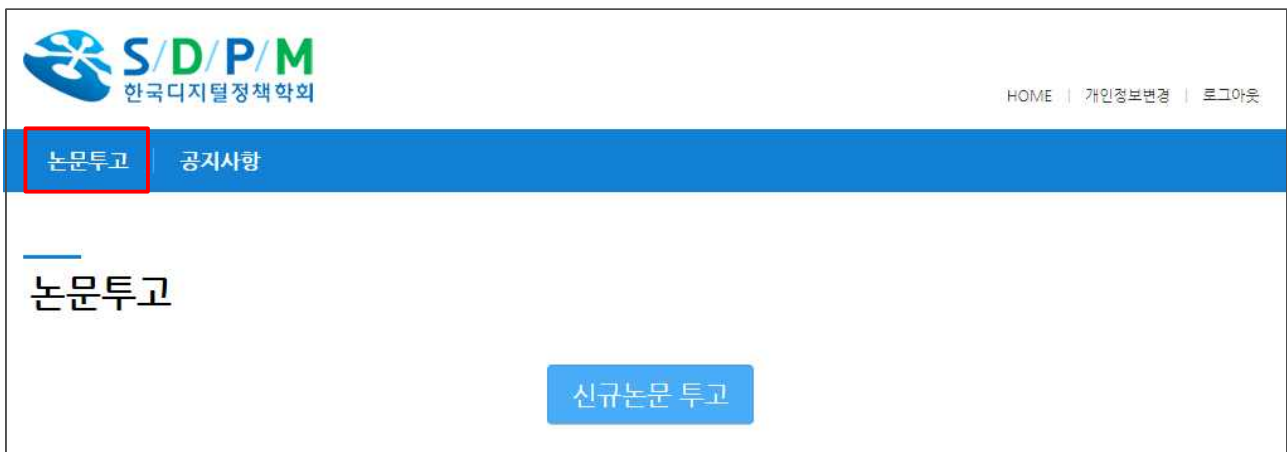 S/D/P/M
한국디지털정책학회
HOME | 개인정보변경 | 로그아웃
논문투고 | 공지사항
논문투고
신규논문 투고